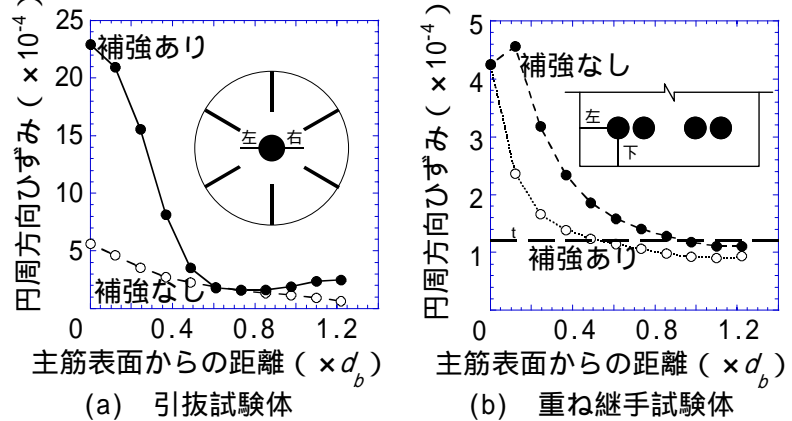 円周方向ひずみ(×10⁻⁴)
25
20
15
10
5
0 0.4 0.8 1.2
補強あり
左 右
補強なし
主筋表面からの距離(×d_b)
(a) 引抜試験体
円周方向ひずみ(×10⁻⁴)
5
4
3
2
1
0 0.4 0.8 1.2
補強なし
左
下
t
補強あり
主筋表面からの距離(×d_b)
(b) 重ね継手試験体